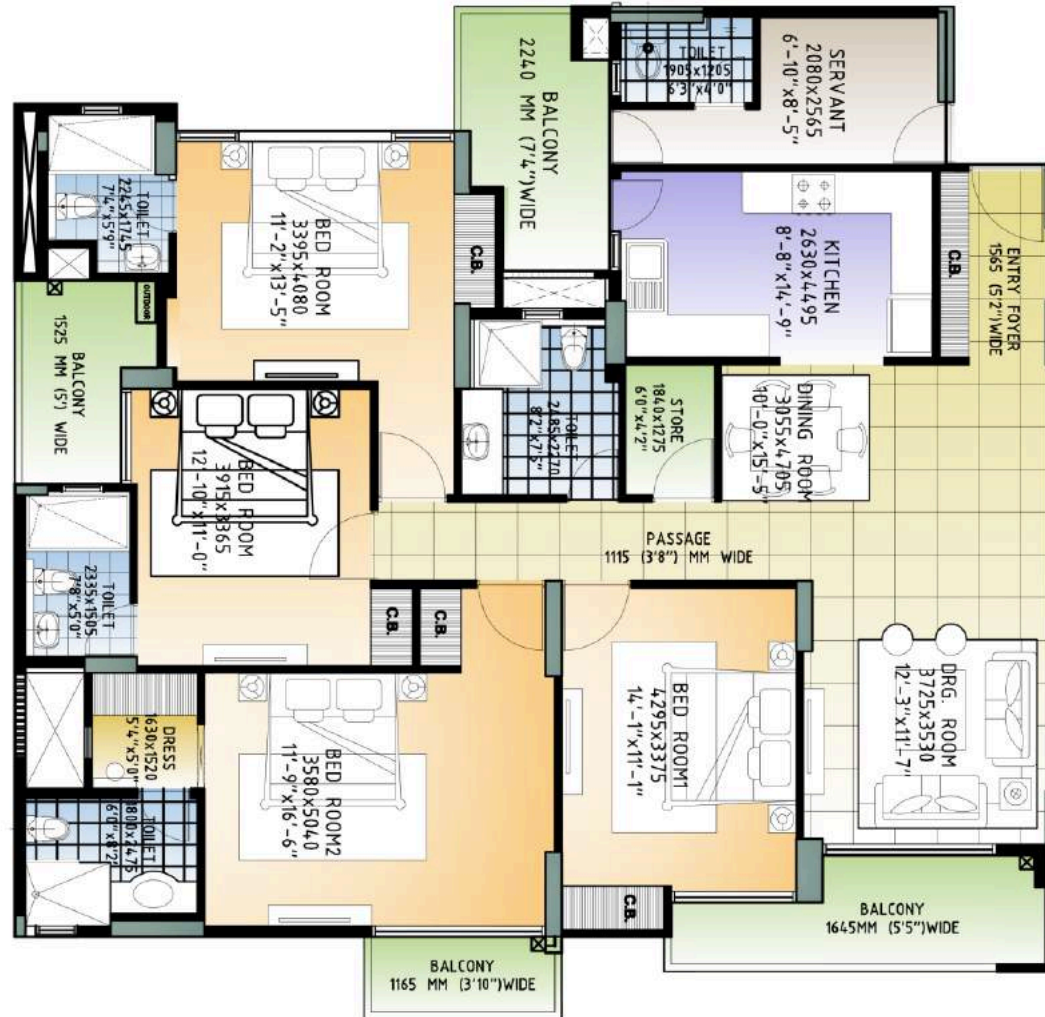 TOILET
1905x1205
6'3"x4'0"
SERVANT
2080x2565
6'-10"x8'-5"
BALCONY
2240 MM (7'4")WIDE
TOILET
2245x1745
7'4"x5'9"
BED ROOM
3395x4080
11'-2"x13'-5"
C.B.
KITCHEN
2630x4495
8'-8"x14'-9"
C.B.
ENTRY FOYER
1565 (5'2")WIDE
OUTDOOR
BALCONY
1525 MM (5') WIDE
TOILET
2485x2270
8'2"x7'5"
STORE
1840x1275
6'0"x4'2"
DINING ROOM
3055x4705
10'-0"x15'-5"
BED ROOM
3915x3365
12'-10"x11'-0"
PASSAGE
1115 (3'8") MM WIDE
TOILET
2335x1505
7'8"x5'0"
C.B.
C.B.
DRESS
1630x1520
5'4"x5'0"
BED ROOM2
3580x5040
11'-9"x16'-6"
BED ROOM1
4295x3375
14'-1"x11'-1"
DRG. ROOM
3725x3530
12'-3"x11'-7"
TOILET
1800x2475
6'0"x8'2"
C.B.
BALCONY
1645MM (5'5")WIDE
BALCONY
1165 MM (3'10")WIDE